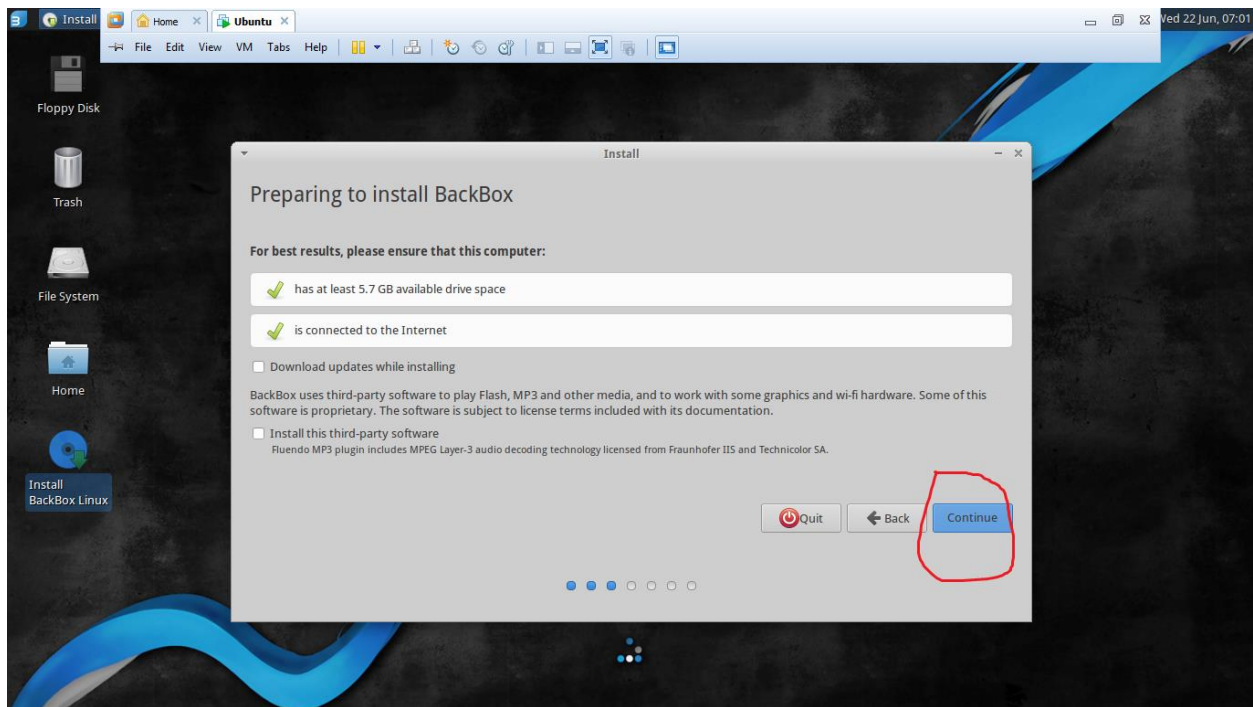 Install
Home
Ubuntu
Wed 22 Jun, 07:01
File Edit View VM Tabs Help
Floppy Disk
Trash
File System
Home
Install
BackBox Linux
Install
Preparing to install BackBox
For best results, please ensure that this computer:
has at least 5.7 GB available drive space
is connected to the Internet
Download updates while installing
BackBox uses third-party software to play Flash, MP3 and other media, and to work with some graphics and wi-fi hardware. Some of this
software is proprietary. The software is subject to license terms included with its documentation.
Install this third-party software
Fluendo MP3 plugin includes MPEG Layer-3 audio decoding technology licensed from Fraunhofer IIS and Technicolor SA.
Quit
Back
Continue